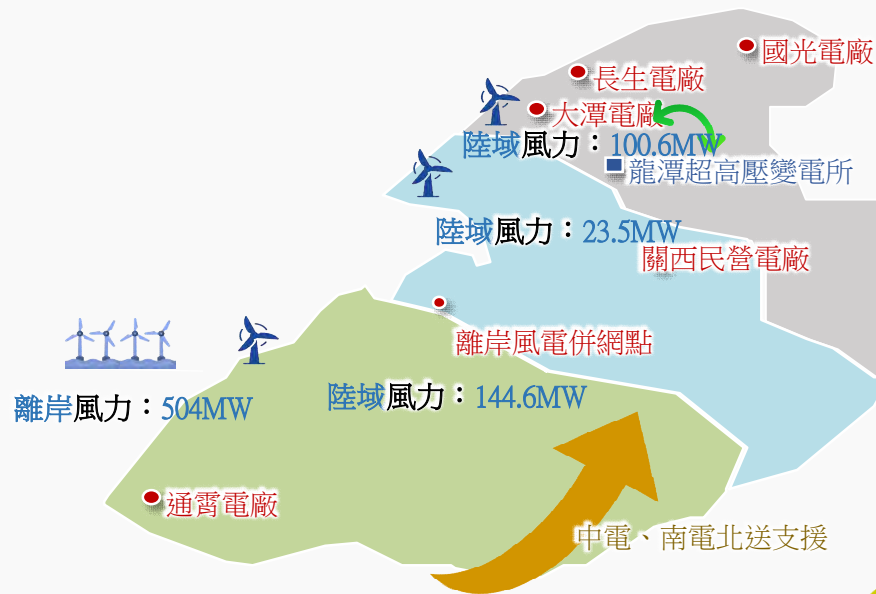 國光電廠
長生電廠
大潭電廠
陸域風力：100.6MW
龍潭超高壓變電所
陸域風力：23.5MW
關西民營電廠
離岸風電併網點
陸域風力：144.6MW
離岸風力：504MW
通霄電廠
中電、南電北送支援